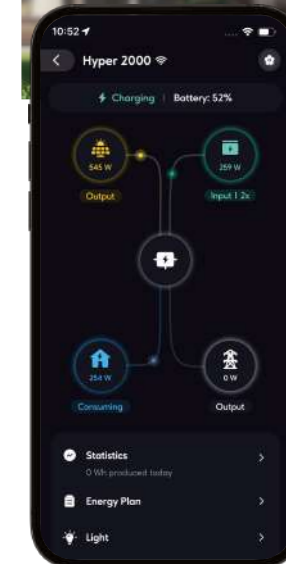 10:52
Hyper 2000
Charging | Battery: 52%
545 W
Output
259 W
Input | 2x
254 W
Consuming
0 W
Output
Statistics
0 Wh produced today
Energy Plan
Light